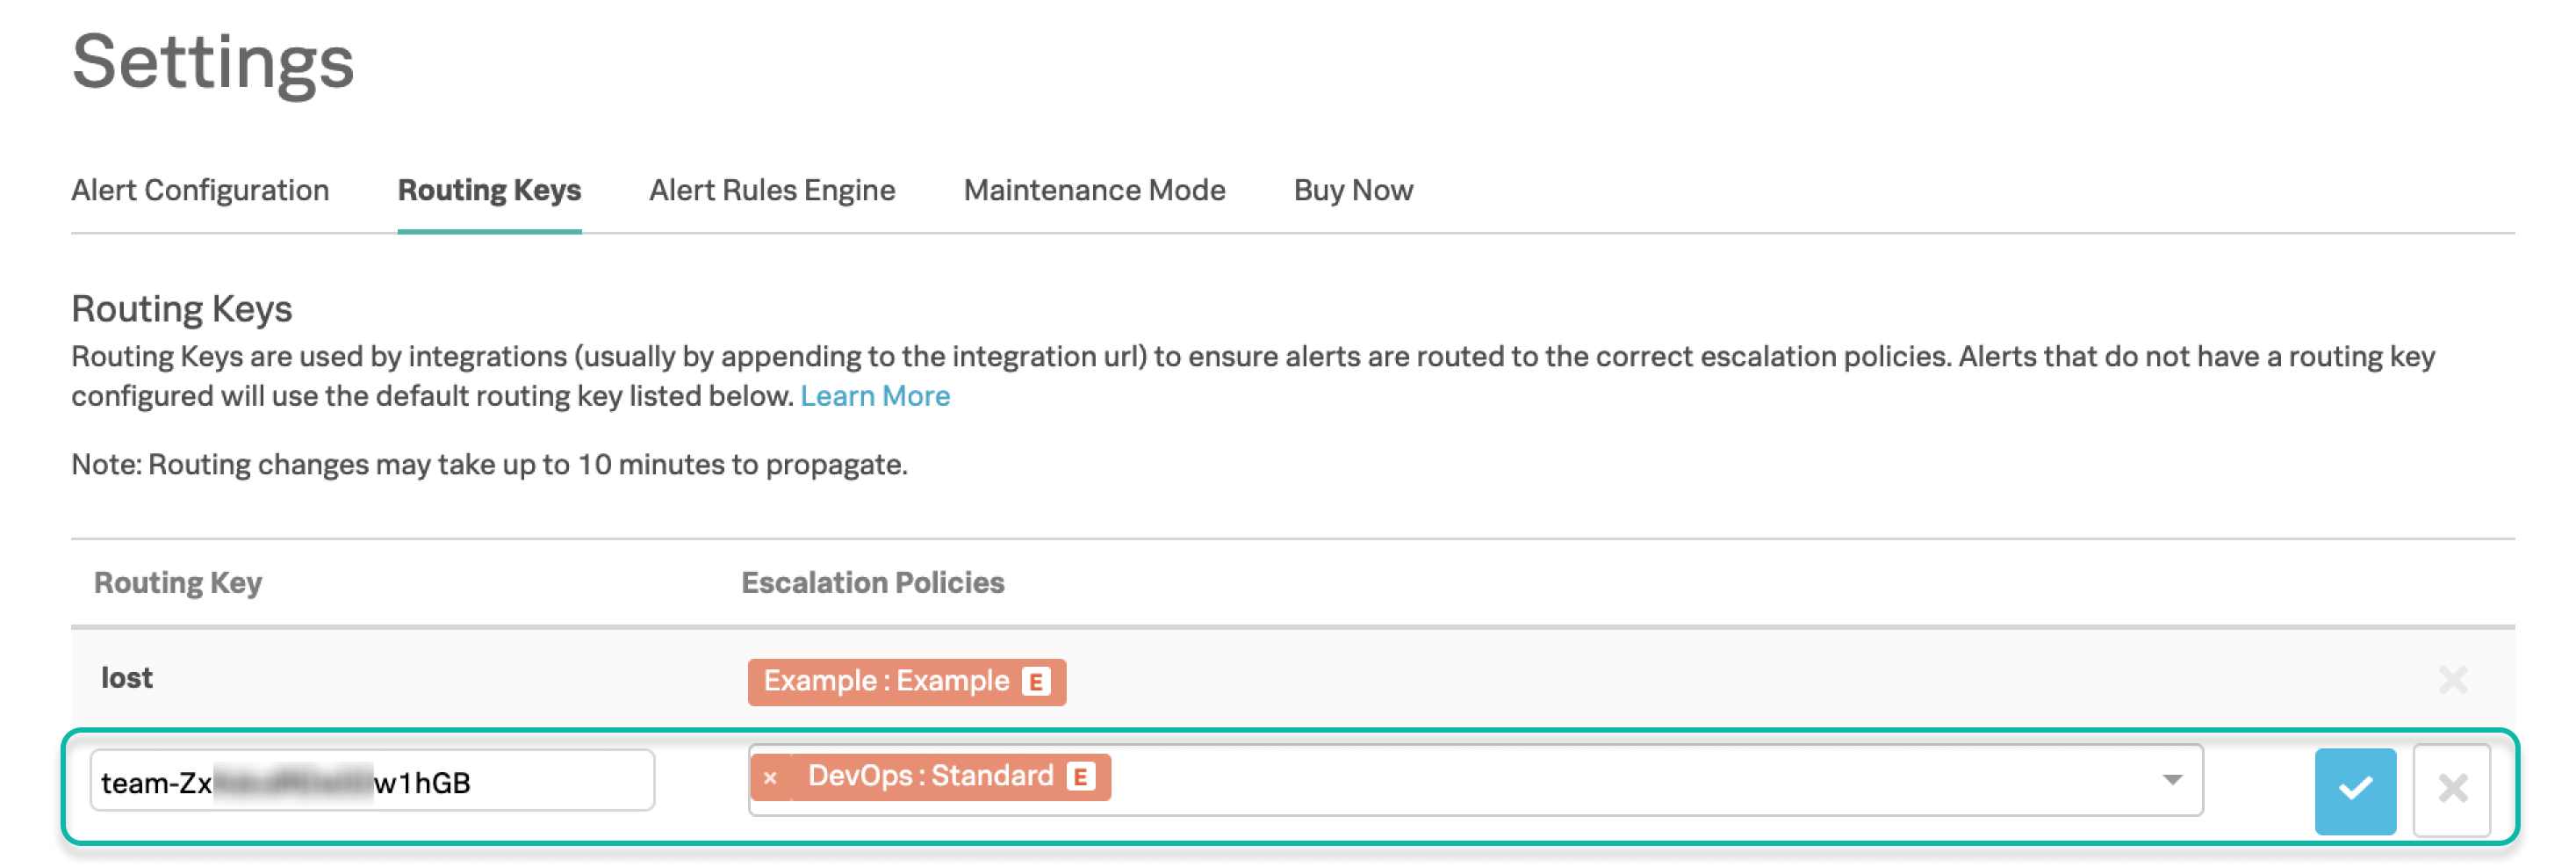 Settings
Alert Configuration Routing Keys Alert Rules Engine Maintenance Mode Buy Now
Routing Keys
Routing Keys are used by integrations (usually by appending to the integration url) to ensure alerts are routed to the correct escalation policies. Alerts that do not have a routing key
configured will use the default routing key listed below. Learn More
Note: Routing changes may take up to 10 minutes to propagate.
Routing Key Escalation Policies
lost Example : Example E
team-Zx w1hGB × DevOps : Standard E